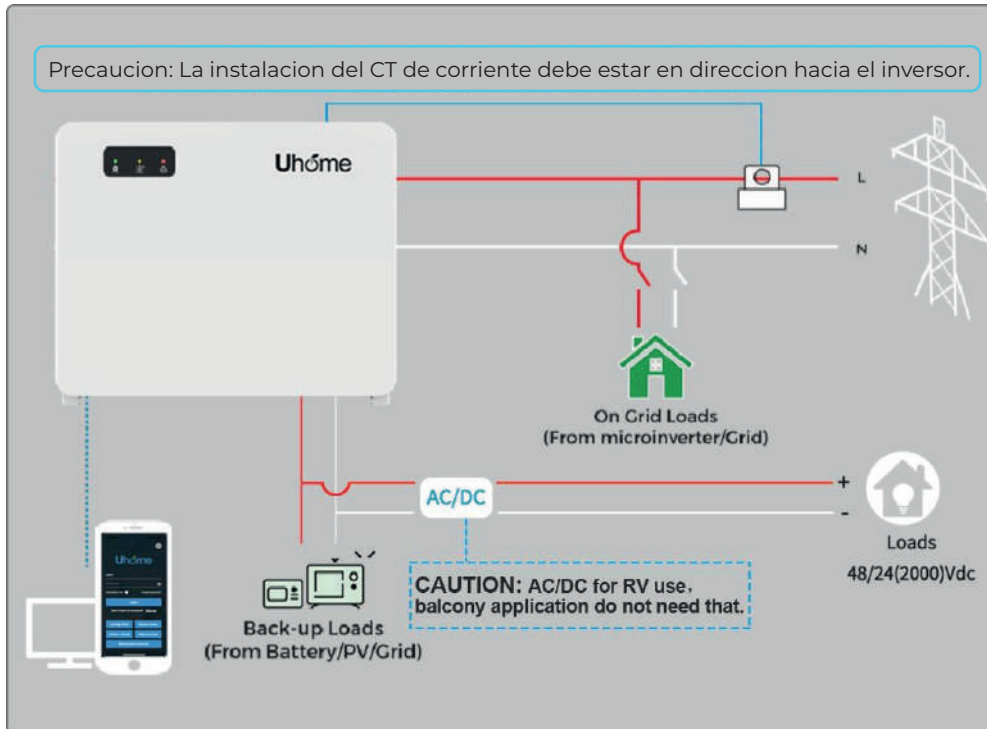 Precaucion: La instalacion del CT de corriente debe estar en direccion hacia el inversor.
Uhome
L
N
On Grid Loads
(From microinverter/Grid)
AC/DC
+
-
Loads
48/24(2000)Vdc
CAUTION: AC/DC for RV use,
balcony application do not need that.
Uhome
Back-up Loads
(From Battery/PV/Grid)